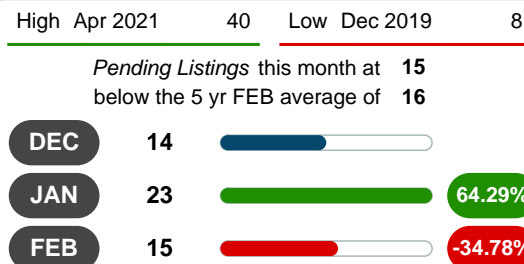 High Apr 2021 40 Low Dec 2019 8
Pending Listings this month at 15
below the 5 yr FEB average of 16
DEC 14
JAN 23 64.29%
FEB 15 -34.78%